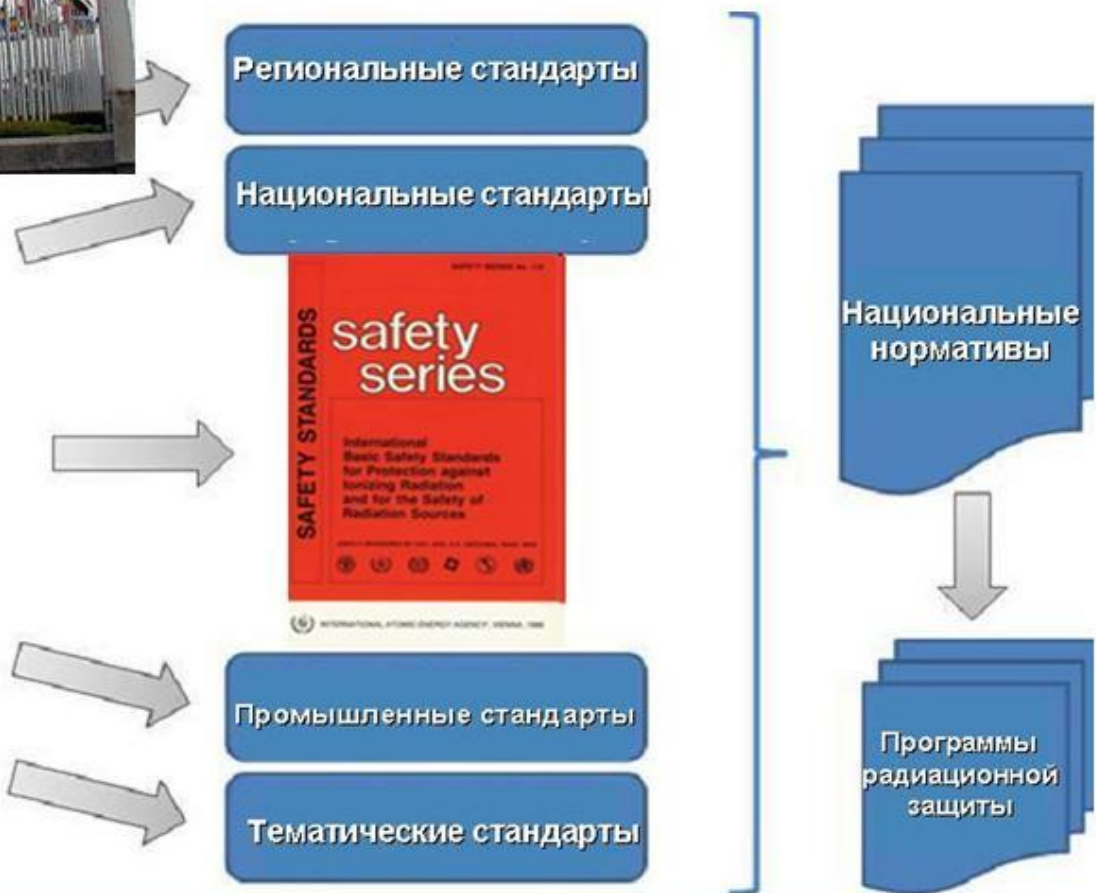 Региональные стандарты
Национальные стандарты
SAFETY STANDARDS
safety
series
International
Basic Safety Standards
for Protection against
Ionizing Radiation
and for the Safety of
Radiation Sources
INTERNATIONAL ATOMIC ENERGY AGENCY, VIENNA, 1996
Промышленные стандарты
Тематические стандарты
Национальные
нормативы
Программы
радиационной
защиты